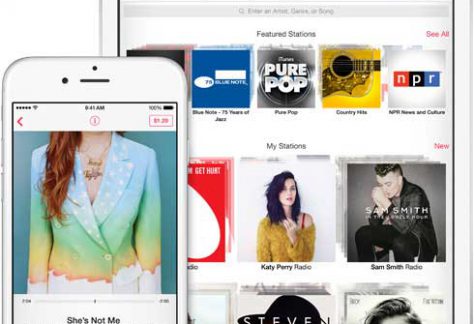 Enter an Artist, Genre, or Song.
Featured Stations
See All
BLUE NOTE
iTunes
PURE
POP
npr
Blue Note - 75 Years of
Jazz
Pure Pop
Country Hits
NPR News and Culture
My Stations
New
GET HURT
SAM SMITH
IN THE LONELY HOUR
Katy Perry Radio
Sam Smith Radio
STEVEN
9:41 AM
100%
$1.29
2:04
She's Not Me